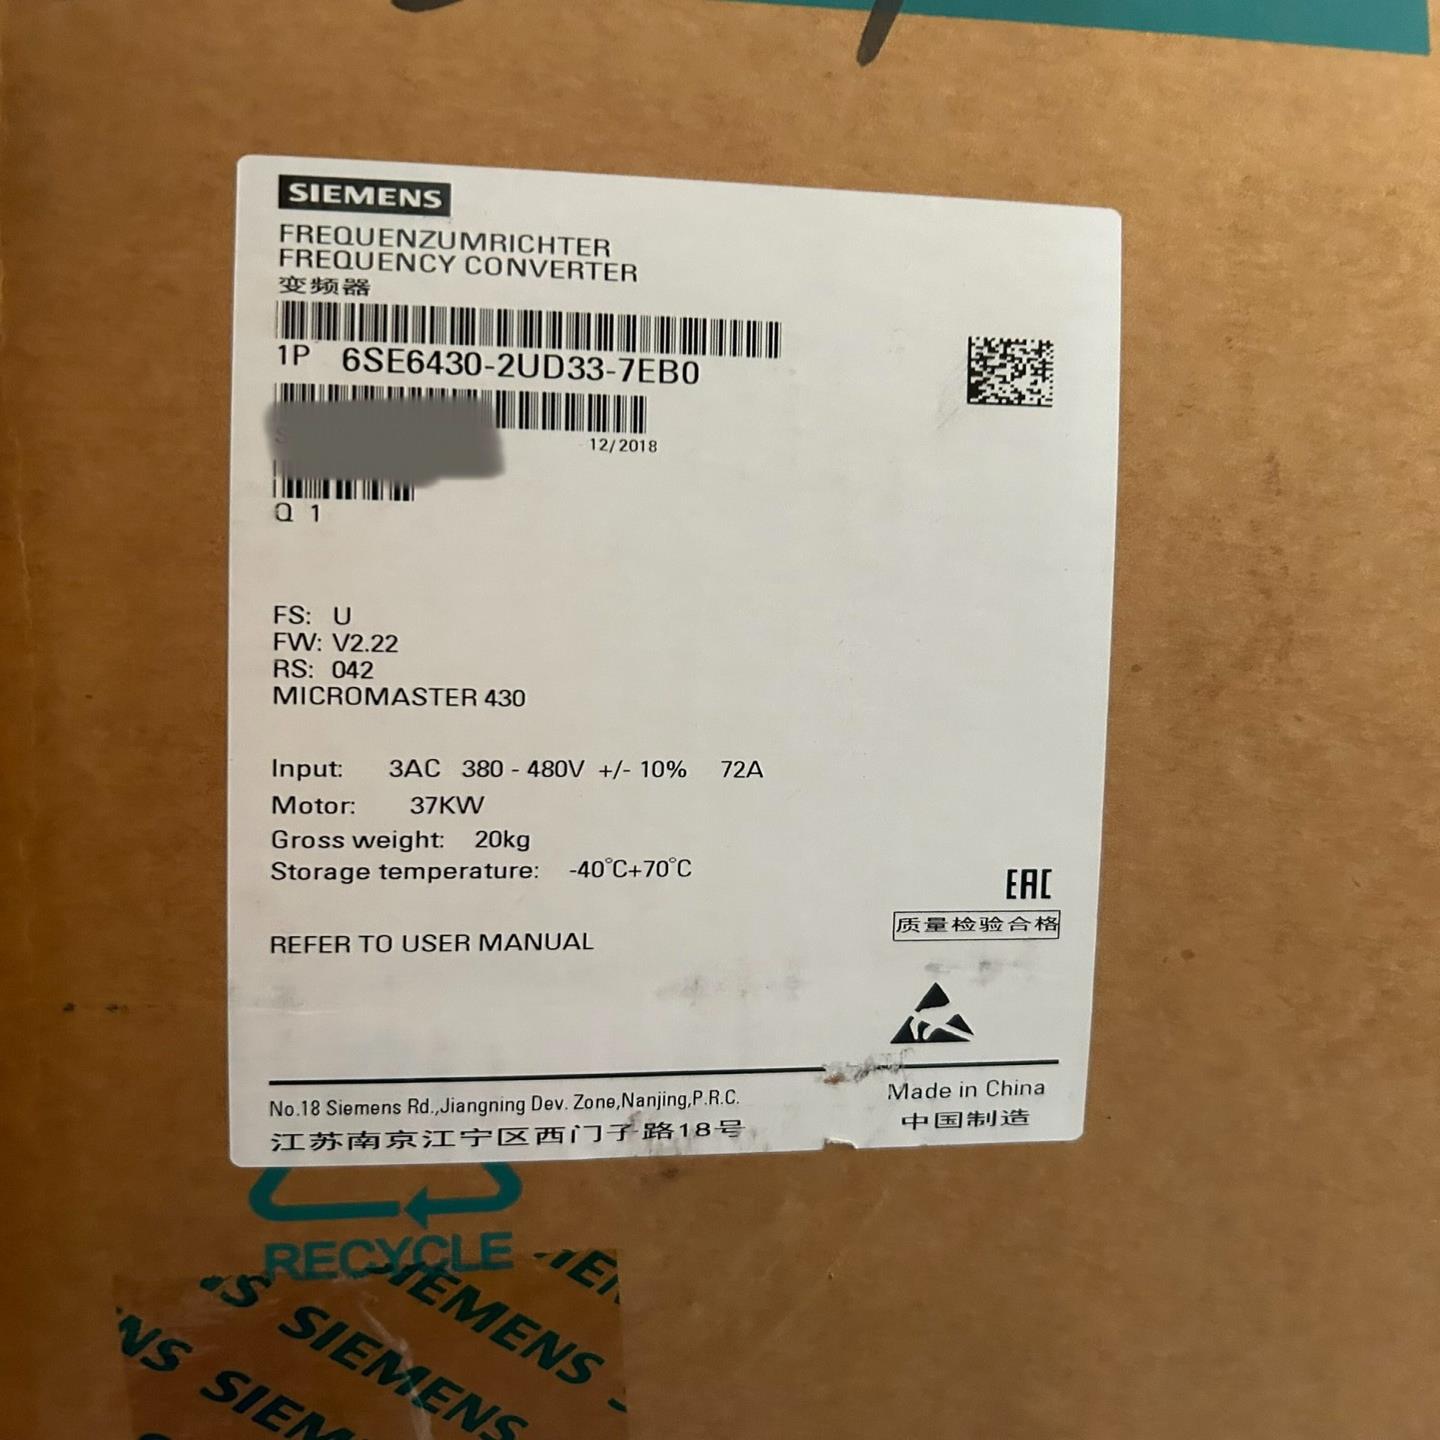 SIEMENS
FREQUENZUMRICHTER
FREQUENCY CONVERTER
变频器
1P 6SE6430-2UD33-7EB0
S
12/2018
Q 1
FS: U
FW: V2.22
RS: 042
MICROMASTER 430
Input: 3AC 380 - 480V +/- 10% 72A
Motor: 37KW
Gross weight: 20kg
Storage temperature: -40°C+70°C
EAC
质量检验合格
REFER TO USER MANUAL
No.18 Siemens Rd.,Jiangning Dev. Zone,Nanjing,P.R.C.
江苏南京江宁区西门子路18号
Made in China
中国制造
RECYCLE
SIEMENS
SIEMENS